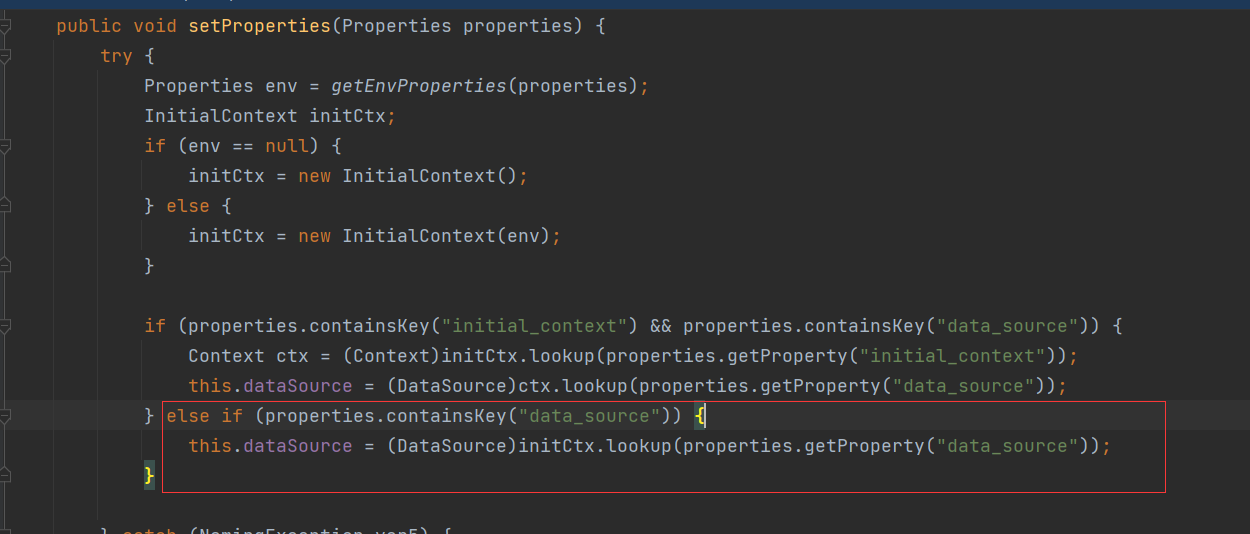 public void setProperties(Properties properties) {
try {
Properties env = getEnvProperties(properties);
InitialContext initCtx;
if (env == null) {
initCtx = new InitialContext();
} else {
initCtx = new InitialContext(env);
}
if (properties.containsKey("initial_context") && properties.containsKey("data_source")) {
Context ctx = (Context)initCtx.lookup(properties.getProperty("initial_context"));
this.dataSource = (DataSource)ctx.lookup(properties.getProperty("data_source"));
} else if (properties.containsKey("data_source")) {
this.dataSource = (DataSource)initCtx.lookup(properties.getProperty("data_source"));
}
} catch (NamingException var5) {